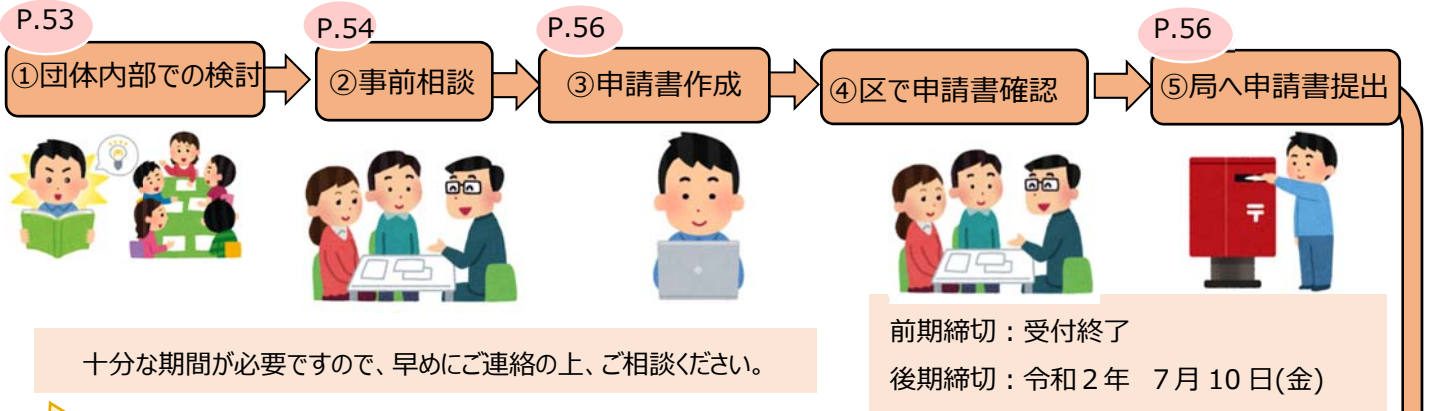 P.53
P.54
P.56
P.56
①団体内部での検討
②事前相談
③申請書作成
④区で申請書確認
⑤局へ申請書提出
十分な期間が必要ですので、早めにご連絡の上、ご相談ください。
前期締切：受付終了
後期締切：令和２年 ７月 10 日(金)